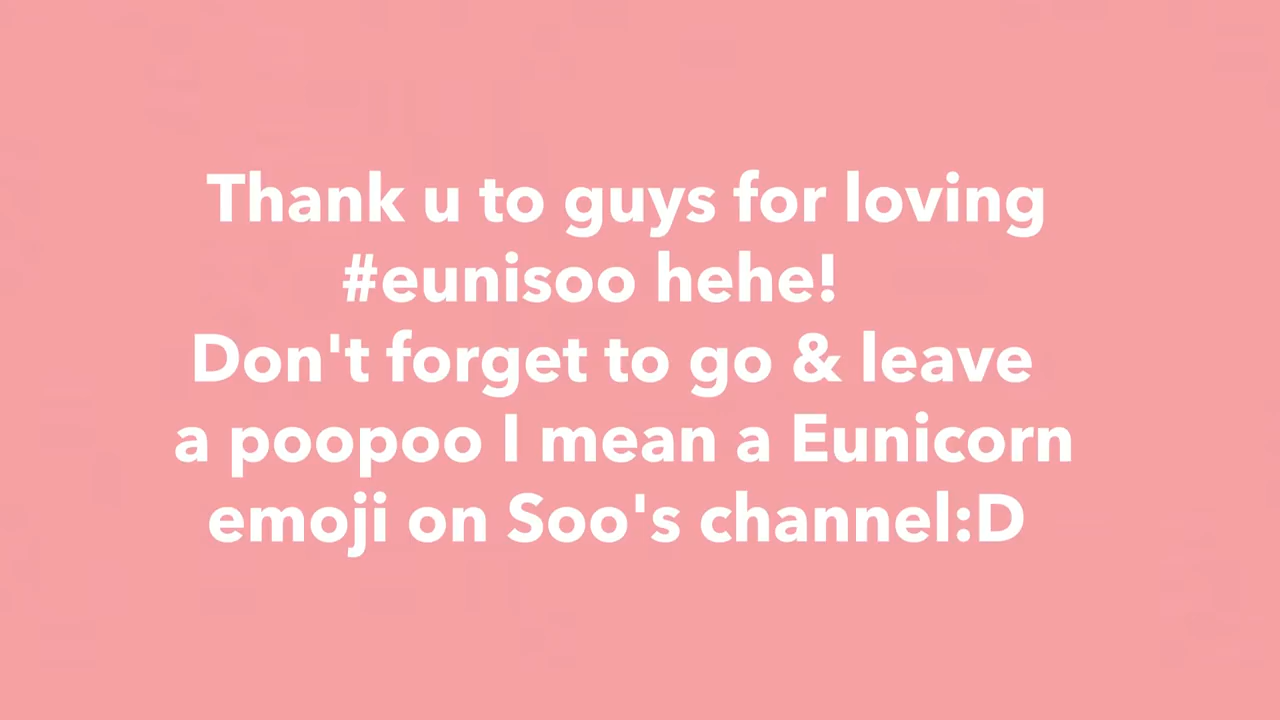 Thank u to guys for loving
#eunisoo hehe!
Don't forget to go & leave
a poopoo I mean a Eunicorn
emoji on Soo's channel:D